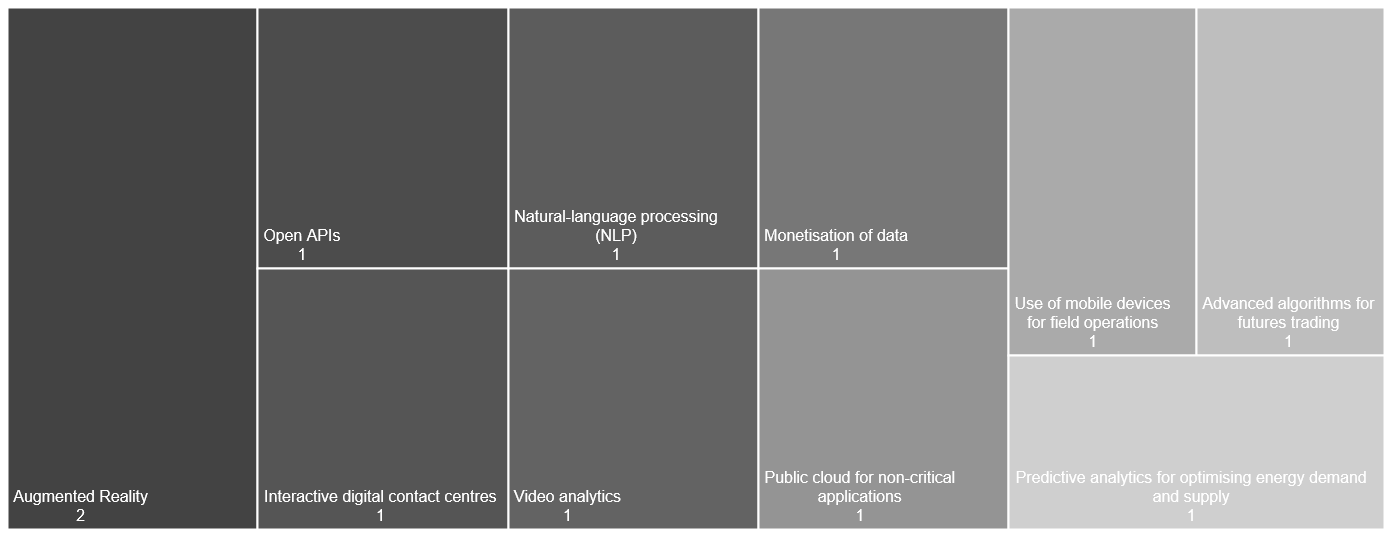 Augmented Reality
2
Open APIs
1
Interactive digital contact centres
1
Natural-language processing
(NLP)
1
Video analytics
1
Monetisation of data
1
Public cloud for non-critical
applications
1
Use of mobile devices
for field operations
1
Advanced algorithms for
futures trading
1
Predictive analytics for optimising energy demand
and supply
1